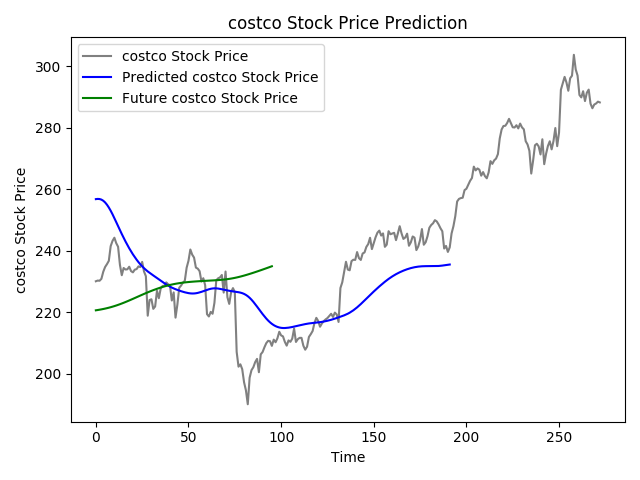 costco Stock Price Prediction
costco Stock Price
Predicted costco Stock Price
Future costco Stock Price
costco Stock Price
300
280
260
240
220
200
0
50
100
150
200
250
Time